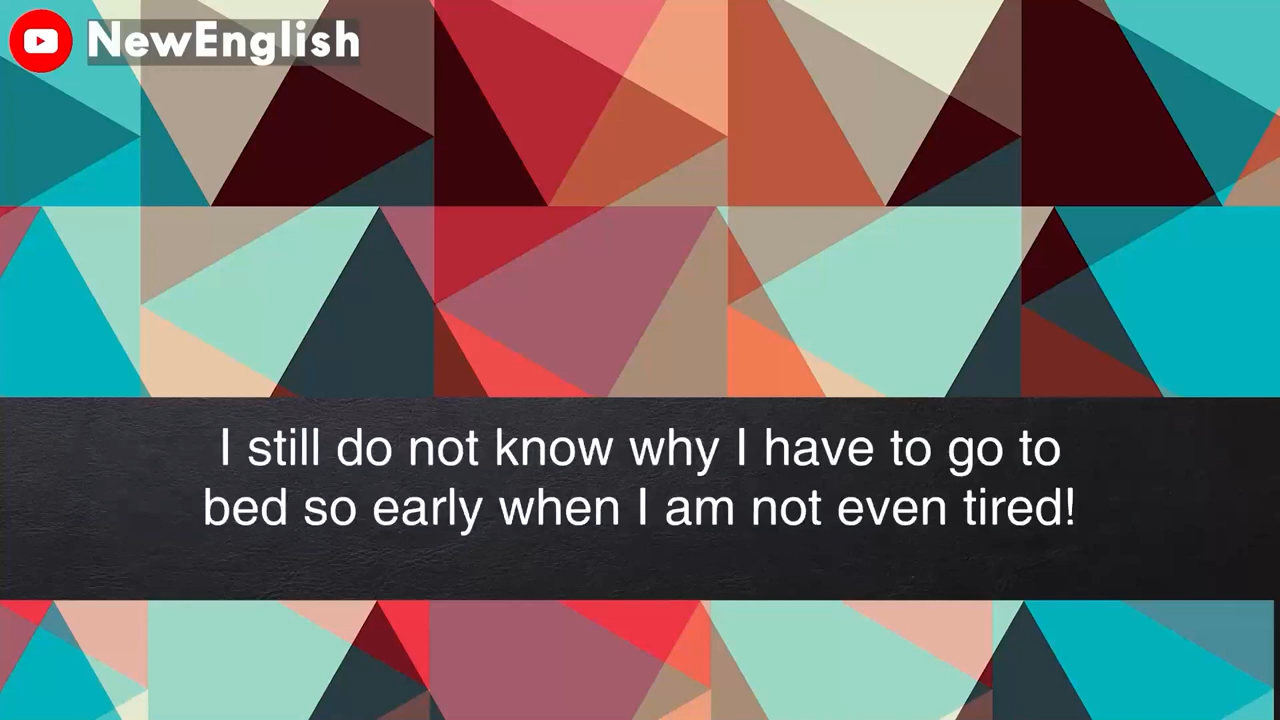 NewEnglish
I still do not know why I have to go to
bed so early when I am not even tired!